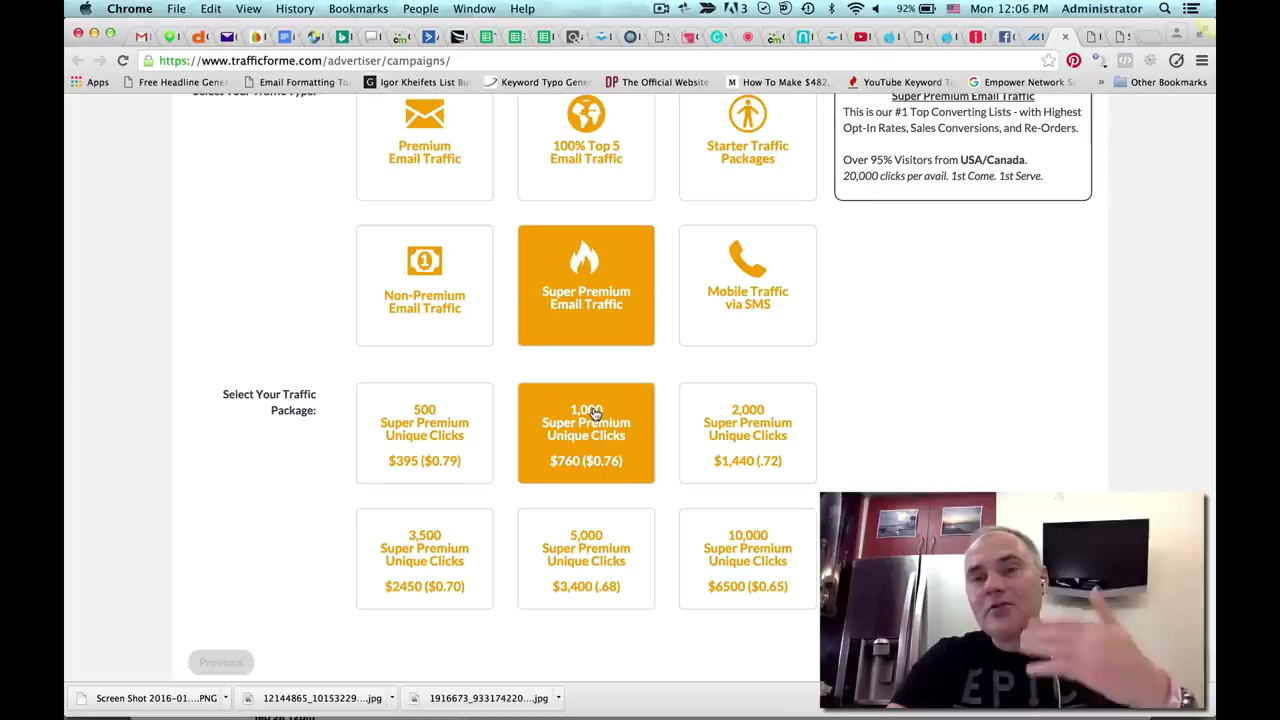 Chrome File Edit View History Bookmarks People Window Help
3 92% Mon 12:06 PM Administrator
https://www.trafficforme.com/advertiser/campaigns/
Apps Free Headline Gener Email Formatting To Igor Kheifets List Bu Keyword Typo Gene The Official Website M How To Make $482, YouTube Keyword T Empower Network S » Other Bookmarks
Select Your Traffic Type:
Premium
Email Traffic
100% Top 5
Email Traffic
Starter Traffic
Packages
Super Premium Email Traffic
This is our #1 Top Converting Lists - with Highest
Opt-In Rates, Sales Conversions, and Re-Orders.
Over 95% Visitors from USA/Canada.
20,000 clicks per avail. 1st Come. 1st Serve.
1
Non-Premium
Email Traffic
Super Premium
Email Traffic
Mobile Traffic
via SMS
Select Your Traffic
Package:
500
Super Premium
Unique Clicks
$395 ($0.79)
1,000
Super Premium
Unique Clicks
$760 ($0.76)
2,000
Super Premium
Unique Clicks
$1,440 (.72)
3,500
Super Premium
Unique Clicks
$2450 ($0.70)
5,000
Super Premium
Unique Clicks
$3,400 (.68)
10,000
Super Premium
Unique Clicks
$6500 ($0.65)
EPIC
Previous
Screen Shot 2016-01....PNG 12144865_10153229....jpg 1916673_933174220....jpg